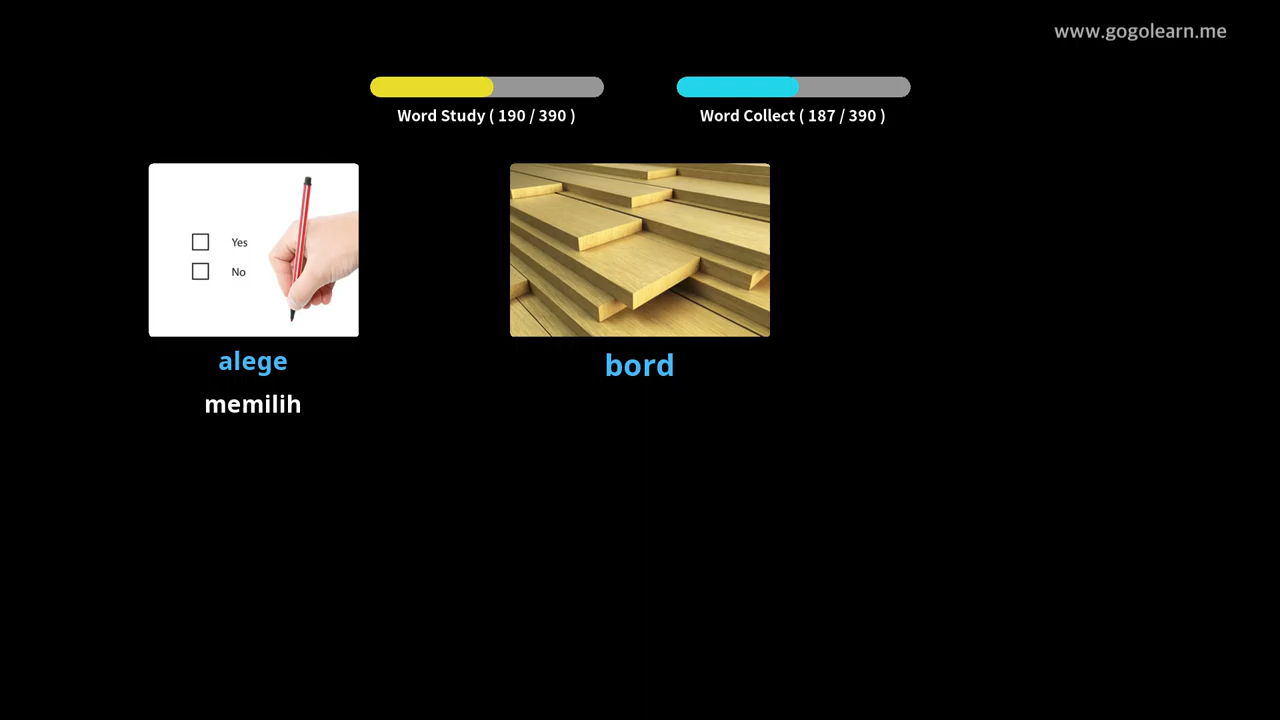 www.gogolearn.me
Word Study ( 190 / 390 )
Word Collect ( 187 / 390 )
Yes
No
alege
memilih
bord